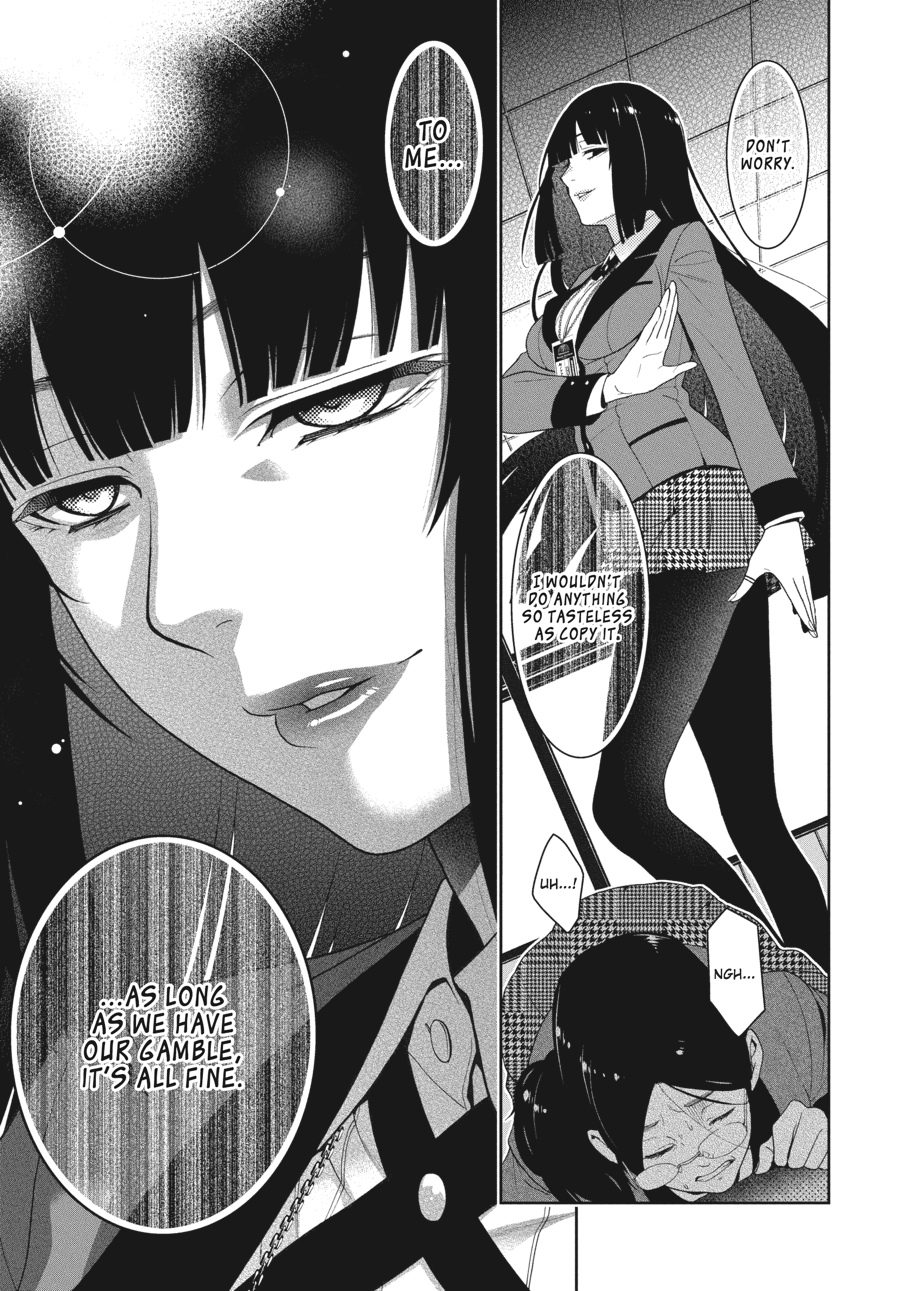 DON'T
WORRY.
I WOULDN'T
DO ANYTHING
SO TASTELESS
AS COPY IT.
UH...!
NGH...
TO
ME...
...AS LONG
AS WE HAVE
OUR GAMBLE,
IT'S ALL FINE.